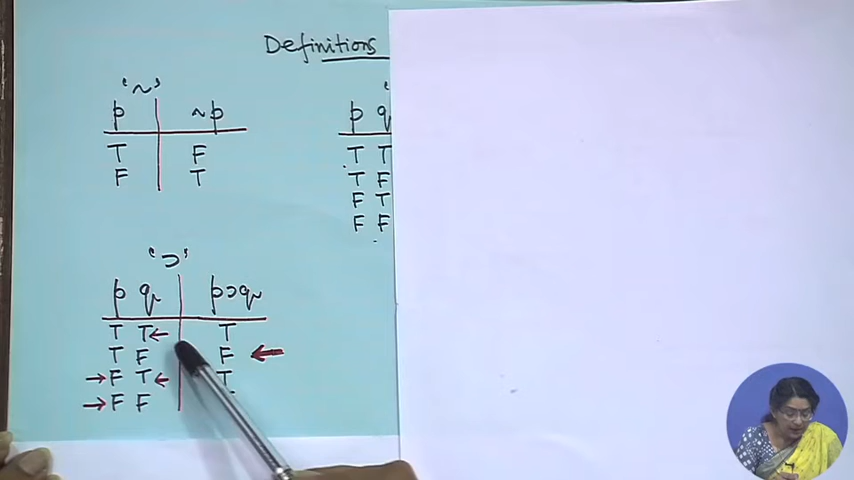 Definitions
'~'
p ~p
T F
F T
p q
T T
T F
F T
F F
'⊃'
p q p⊃q
T T← T
T F F ←
→F T← T
→F F